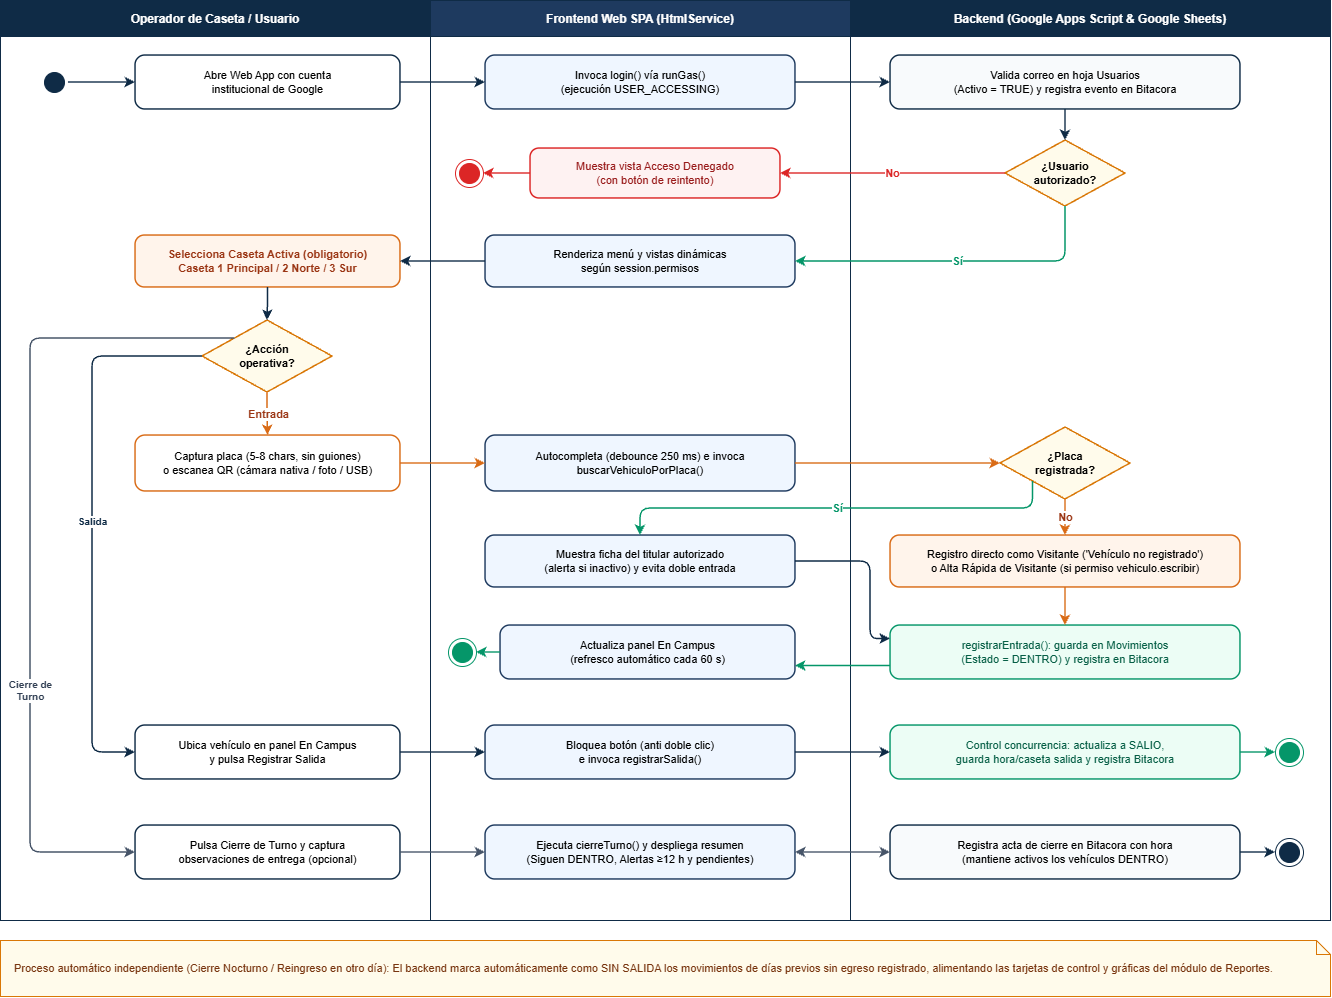 Operador de Caseta / Usuario
Frontend Web SPA (HtmlService)
Backend (Google Apps Script & Google Sheets)
Abre Web App con cuenta
institucional de Google
Invoca login() vía runGas()
(ejecución USER_ACCESSING)
Valida correo en hoja Usuarios
(Activo = TRUE) y registra evento en Bitacora
Muestra vista Acceso Denegado
(con botón de reintento)
No
¿Usuario
autorizado?
Selecciona Caseta Activa (obligatorio)
Caseta 1 Principal / 2 Norte / 3 Sur
Renderiza menú y vistas dinámicas
según session.permisos
Sí
¿Acción
operativa?
Entrada
Captura placa (5-8 chars, sin guiones)
o escanea QR (cámara nativa / foto / USB)
Autocompleta (debounce 250 ms) e invoca
buscarVehiculoPorPlaca()
¿Placa
registrada?
Sí
No
Salida
Muestra ficha del titular autorizado
(alerta si inactivo) y evita doble entrada
Registro directo como Visitante ('Vehículo no registrado')
o Alta Rápida de Visitante (si permiso vehiculo.escribir)
Actualiza panel En Campus
(refresco automático cada 60 s)
registrarEntrada(): guarda en Movimientos
(Estado = DENTRO) y registra en Bitacora
Cierre de
Turno
Ubica vehículo en panel En Campus
y pulsa Registrar Salida
Bloquea botón (anti doble clic)
e invoca registrarSalida()
Control concurrencia: actualiza a SALIO,
guarda hora/caseta salida y registra Bitacora
Pulsa Cierre de Turno y captura
observaciones de entrega (opcional)
Ejecuta cierreTurno() y despliega resumen
(Siguen DENTRO, Alertas ≥12 h y pendientes)
Registra acta de cierre en Bitacora con hora
(mantiene activos los vehículos DENTRO)
Proceso automático independiente (Cierre Nocturno / Reingreso en otro día): El backend marca automáticamente como SIN SALIDA los movimientos de días previos sin egreso registrado, alimentando las tarjetas de control y gráficas del módulo de Reportes.